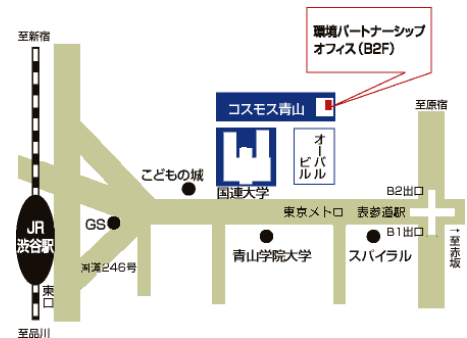 至新宿
環境パートナーシップ
オフィス(B2F)
コスモス青山
至原宿
オーバル
ビル
こどもの城
国連大学
B2出口
東京メトロ 表参道駅
JR
渋谷駅
GS
B1出口
青山学院大学
スパイラル
→至赤坂
国道246号
東口
至品川